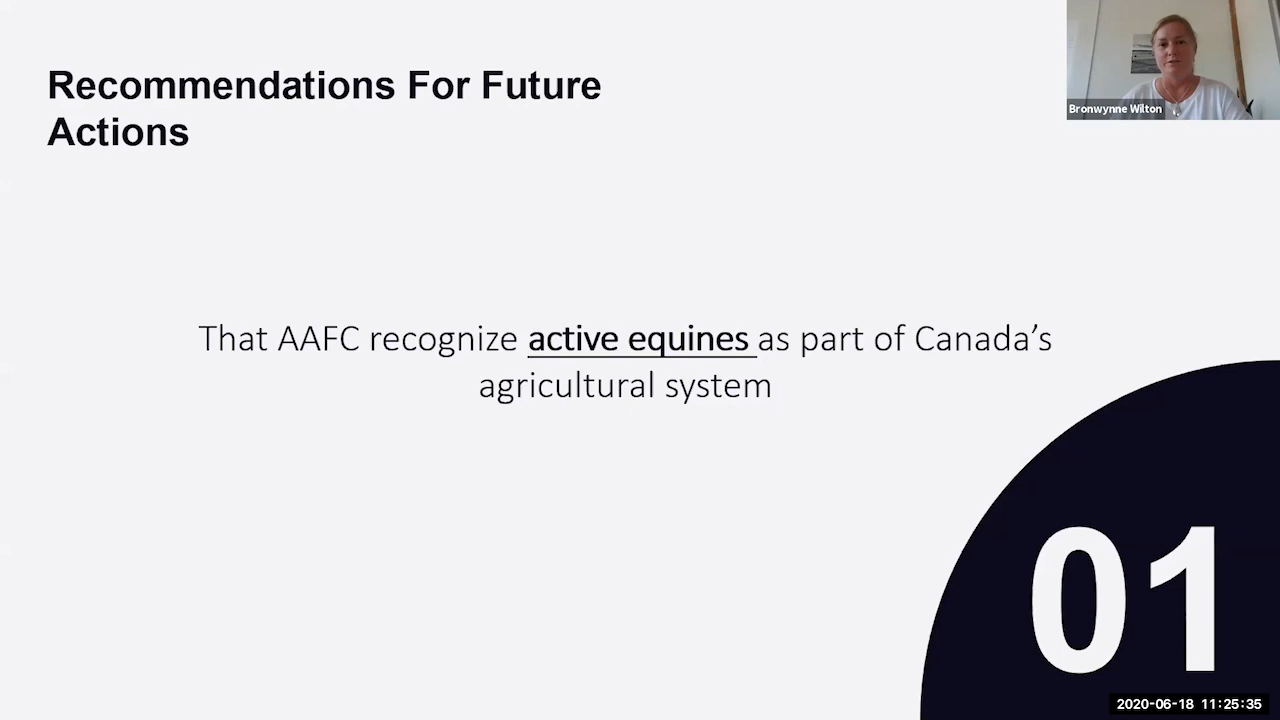 Recommendations For Future
Actions
Bronwynne Wilton
That AAFC recognize active equines as part of Canada’s
agricultural system
01
2020-06-18 11:25:35